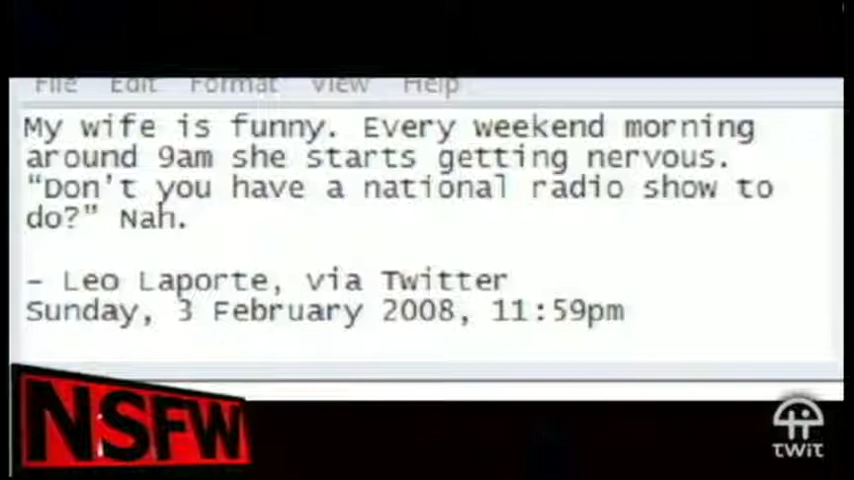 File Edit Format View Help
My wife is funny. Every weekend morning
around 9am she starts getting nervous.
"Don't you have a national radio show to
do?" Nah.
– Leo Laporte, via Twitter
Sunday, 3 February 2008, 11:59pm
NSFW
TWiT